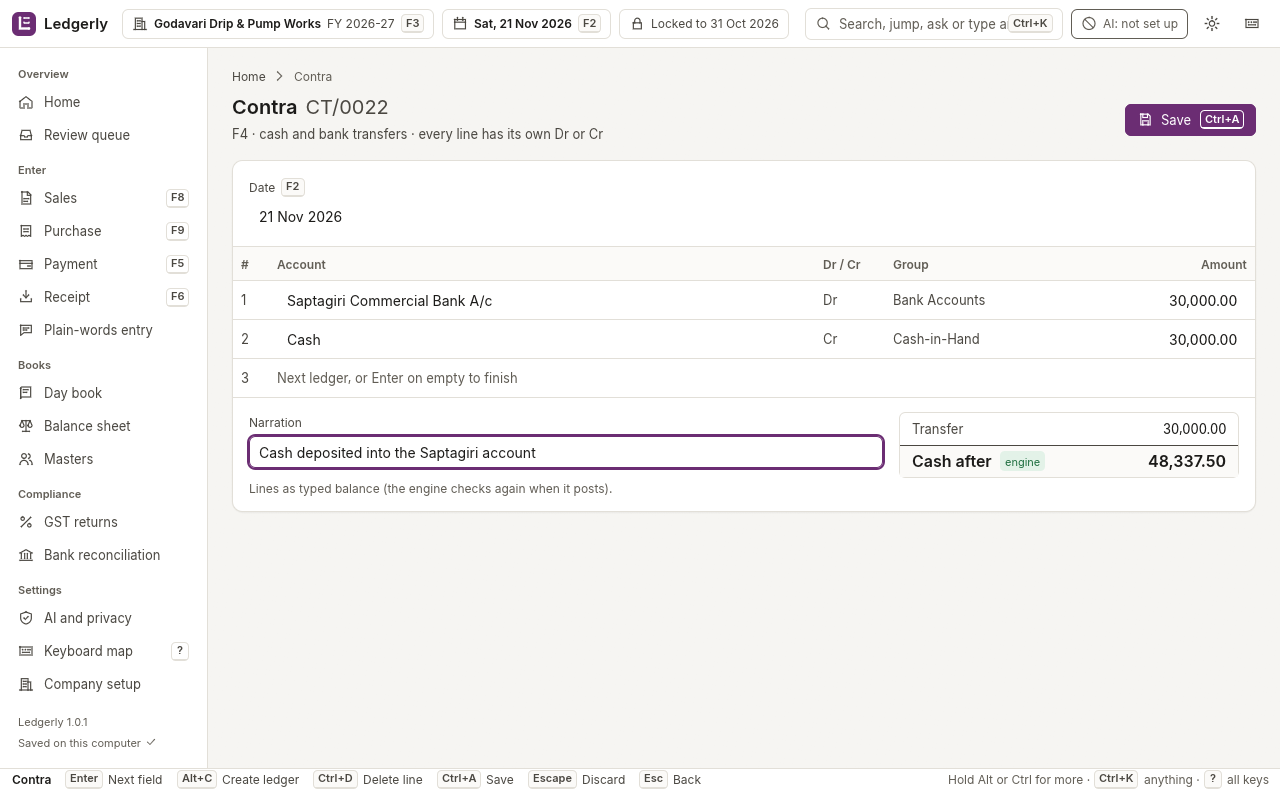 Ledgerly
Godavari Drip & Pump Works FY 2026-27 F3
Sat, 21 Nov 2026 F2
Locked to 31 Oct 2026
Search, jump, ask or type a Ctrl+K
AI: not set up
Overview
Home
Review queue
Enter
Sales F8
Purchase F9
Payment F5
Receipt F6
Plain-words entry
Books
Day book
Balance sheet
Masters
Compliance
GST returns
Bank reconciliation
Settings
AI and privacy
Keyboard map ?
Company setup
Ledgerly 1.0.1
Saved on this computer
Home Contra
Contra CT/0022
F4 · cash and bank transfers · every line has its own Dr or Cr
Save Ctrl+A
Date F2
21 Nov 2026
# Account Dr / Cr Group Amount
1 Saptagiri Commercial Bank A/c Dr Bank Accounts 30,000.00
2 Cash Cr Cash-in-Hand 30,000.00
3 Next ledger, or Enter on empty to finish
Narration
Cash deposited into the Saptagiri account
Lines as typed balance (the engine checks again when it posts).
Transfer 30,000.00
Cash after engine 48,337.50
Contra Enter Next field Alt+C Create ledger Ctrl+D Delete line Ctrl+A Save Escape Discard Esc Back
Hold Alt or Ctrl for more · Ctrl+K anything · ? all keys